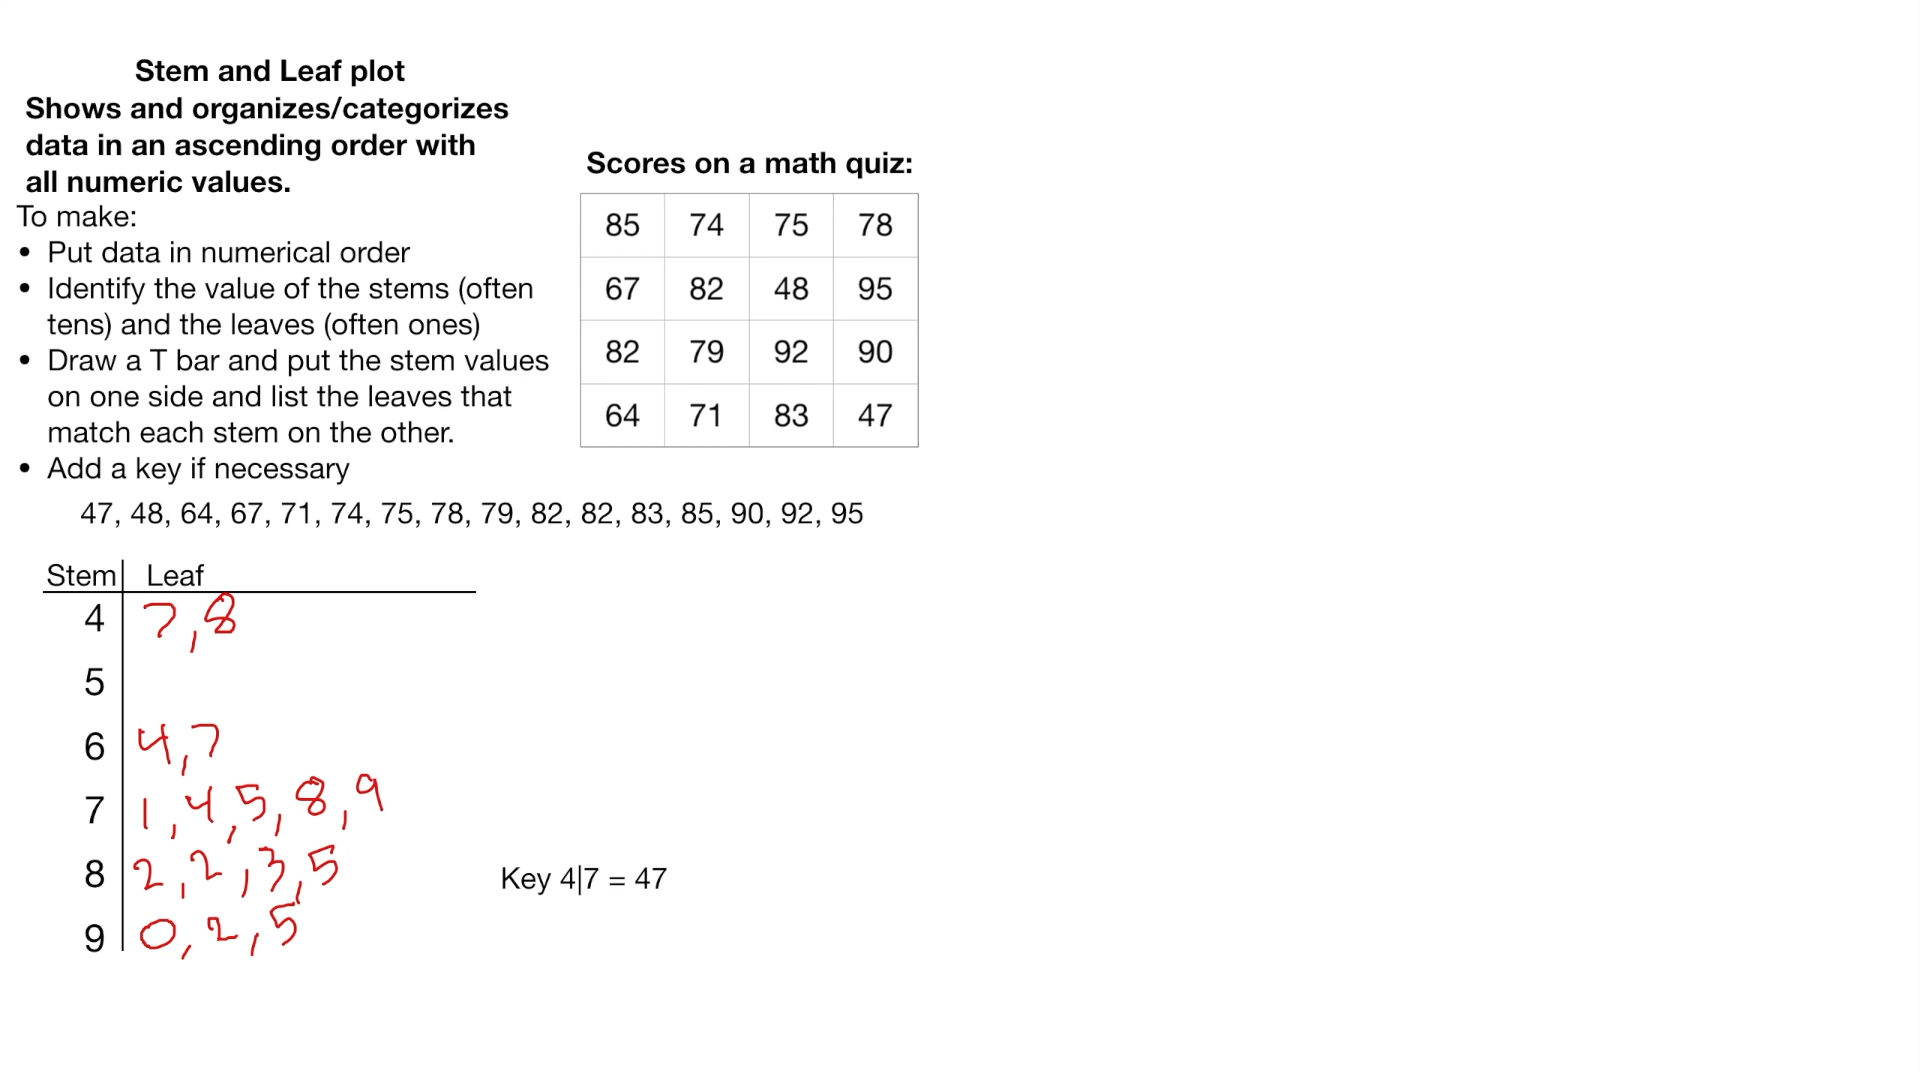 Stem and Leaf plot
Shows and organizes/categorizes
data in an ascending order with
all numeric values.
To make:
• Put data in numerical order
• Identify the value of the stems (often
tens) and the leaves (often ones)
• Draw a T bar and put the stem values
on one side and list the leaves that
match each stem on the other.
• Add a key if necessary
Scores on a math quiz:
85 74 75 78
67 82 48 95
82 79 92 90
64 71 83 47
47, 48, 64, 67, 71, 74, 75, 78, 79, 82, 82, 83, 85, 90, 92, 95
Stem Leaf
4 7,8
5
6 4,7
7 1,4,5,8,9
8 2,2,3,5
9 0,2,5
Key 4|7 = 47